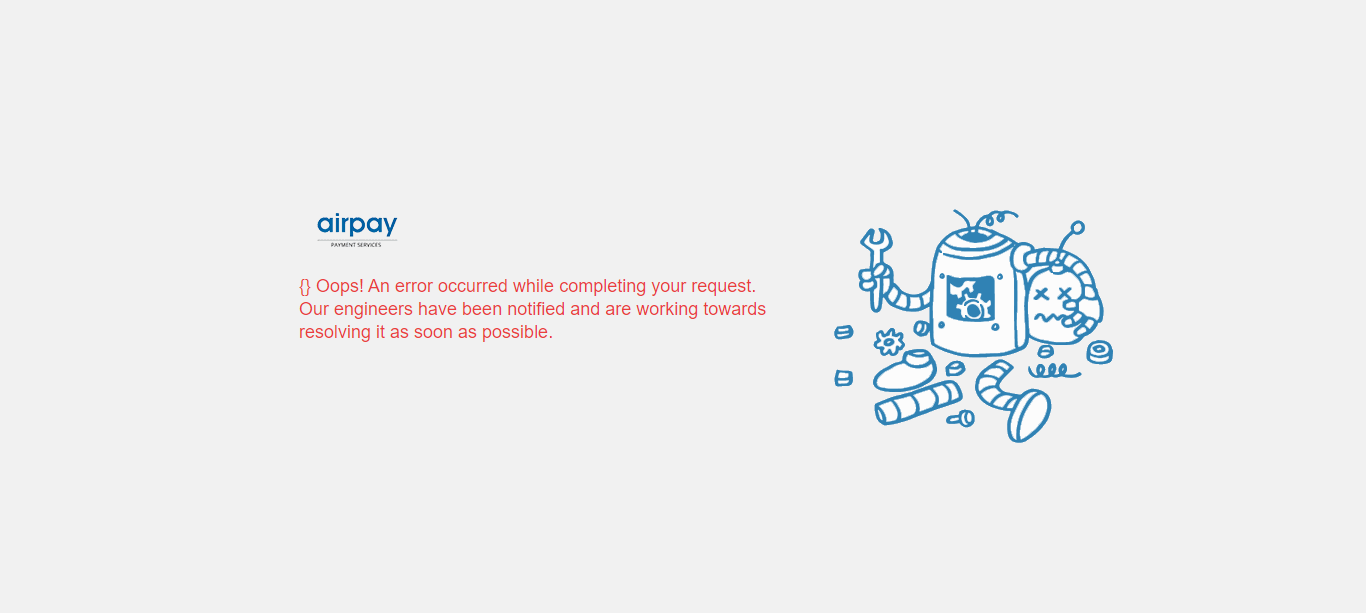 airpay
PAYMENT SERVICES
{} Oops! An error occurred while completing your request.
Our engineers have been notified and are working towards
resolving it as soon as possible.